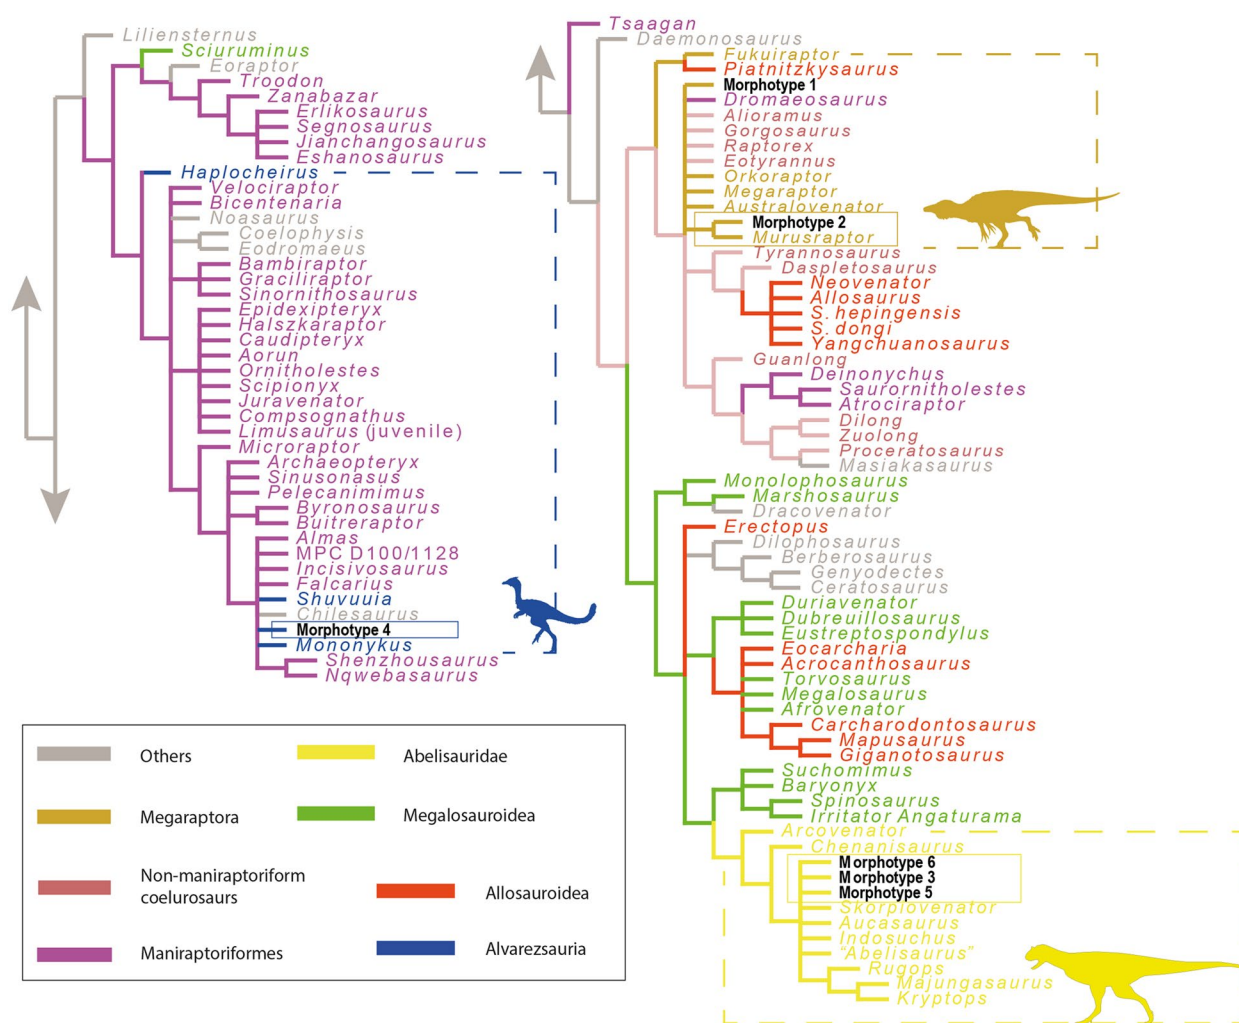 Liliensternus
Sciuruminus
Eoraptor
Troodon
Zanabazar
Erlikosaurus
Segnosaurus
Jianchangosaurus
Eshanosaurus
Haplocheirus
Velociraptor
Bicentenaria
Noasaurus
Coelophysis
Eodromaeus
Bambiraptor
Graciliraptor
Sinornithosaurus
Epidexipteryx
Halszkaraptor
Caudipteryx
Aorun
Ornitholestes
Scipionyx
Juravenator
Compsognathus
Limusaurus (juvenile)
Microraptor
Archaeopteryx
Sinusonasus
Pelecanimimus
Byronosaurus
Buitreraptor
Almas
MPC D100/1128
Incisivosaurus
Falcarius
Shuvuuia
Chilesaurus
Morphotype 4
Mononykus
Shenzhousaurus
Nqwebasaurus
Tsaagan
Daemonosaurus
Fukuiraptor
Piatnitzkysaurus
Morphotype 1
Dromaeosaurus
Alioramus
Gorgosaurus
Raptorex
Eotyrannus
Orkoraptor
Megaraptor
Australovenator
Morphotype 2
Murusraptor
Tyrannosaurus
Daspletosaurus
Neovenator
Allosaurus
S. hepingensis
S. dongi
Yangchuanosaurus
Guanlong
Deinonychus
Saurornitholestes
Atrociraptor
Dilong
Zuolong
Proceratosaurus
Masiakasaurus
Monolophosaurus
Marshosaurus
Dracovenator
Erectopus
Dilophosaurus
Berberosaurus
Genyodectes
Ceratosaurus
Duriavenator
Dubreuillosaurus
Eustreptospondylus
Eocarcharia
Acrocanthosaurus
Torvosaurus
Megalosaurus
Afrovenator
Carcharodontosaurus
Mapusaurus
Giganotosaurus
Suchomimus
Baryonyx
Spinosaurus
Irritator Angaturama
Arcovenator
Chenanisaurus
Morphotype 6
Morphotype 3
Morphotype 5
Skorpiovenator
Aucasaurus
Indosuchus
“Abelisaurus”
Rugops
Majungasaurus
Kryptops
Others
Megaraptora
Non-maniraptoriform
coelurosaurs
Maniraptoriformes
Abelisauridae
Megalosauroidea
Allosauroidea
Alvarezsauria